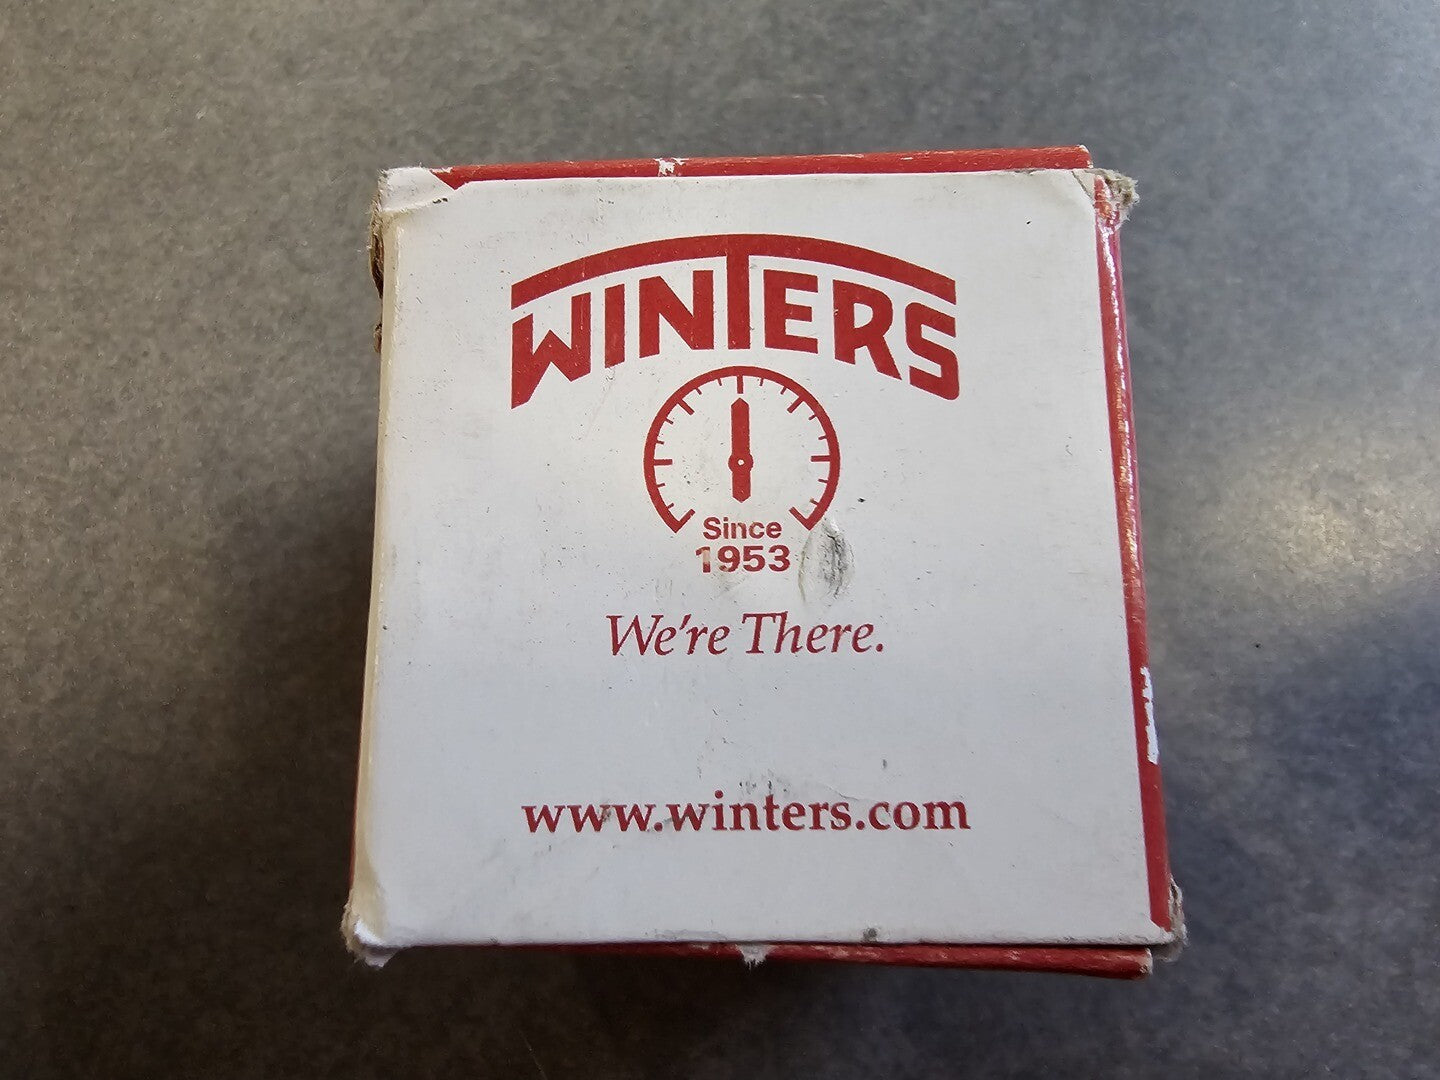 WINTERS
Since
1953
We're There.
www.winters.com